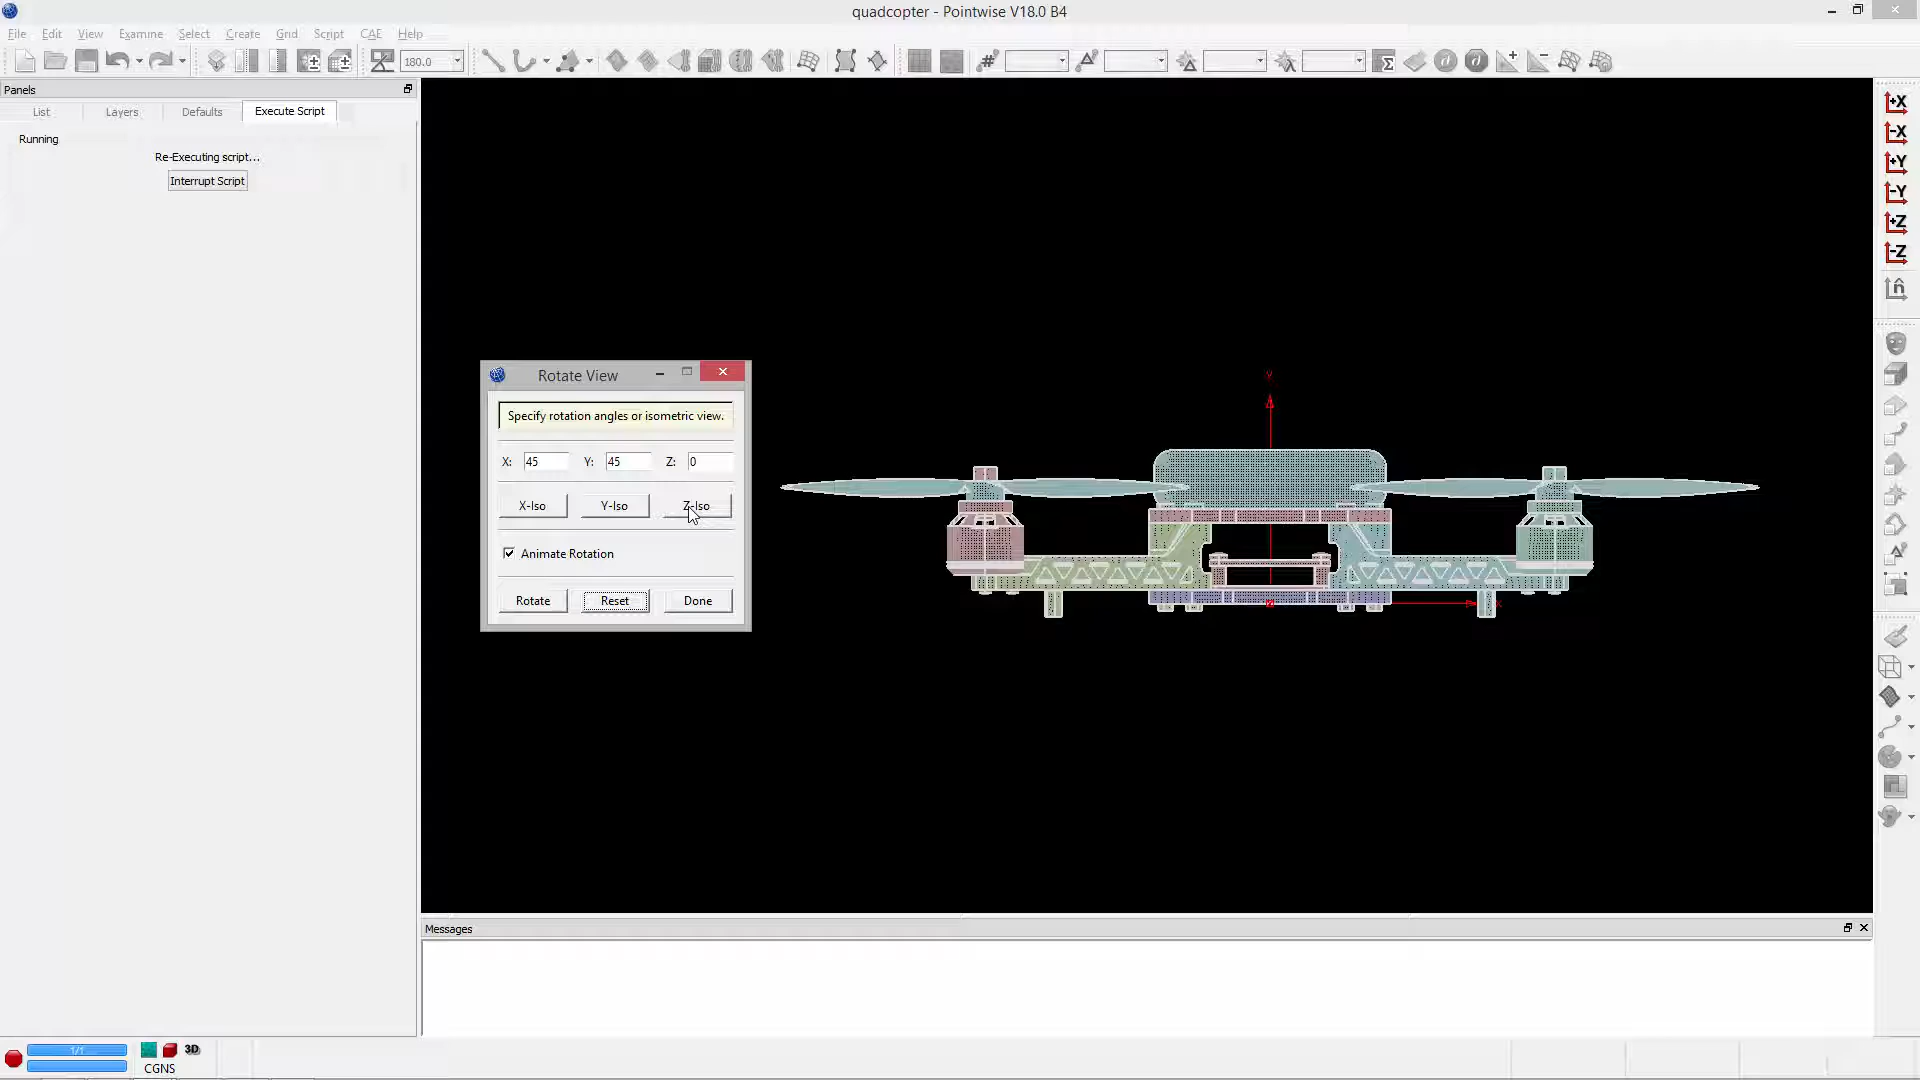 quadcopter - Pointwise V18.0 B4
File Edit View Examine Select Create Grid Script CAE Help
180.0
Panels
List Layers Defaults Execute Script
Running
Re-Executing script...
Interrupt Script
Rotate View
Specify rotation angles or isometric view.
X: 45 Y: 45 Z: 0
X-Iso Y-Iso Z-Iso
Animate Rotation
Rotate Reset Done
Y
X
+X
-X
+Y
-Y
+Z
-Z
n̂
Messages
1/1
3D
CGNS